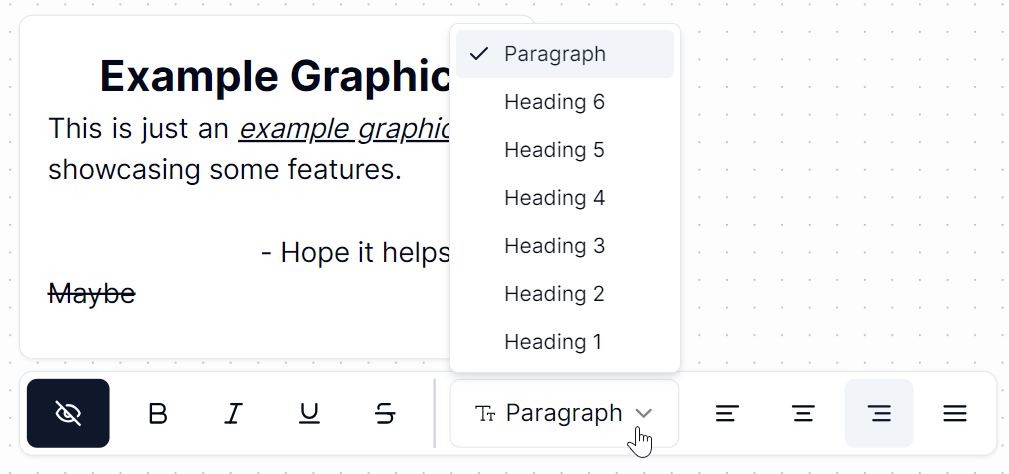 Example Graphic
This is just an example graphic
showcasing some features.
- Hope it helps
Maybe
Paragraph
Heading 6
Heading 5
Heading 4
Heading 3
Heading 2
Heading 1
B I U S Tт Paragraph